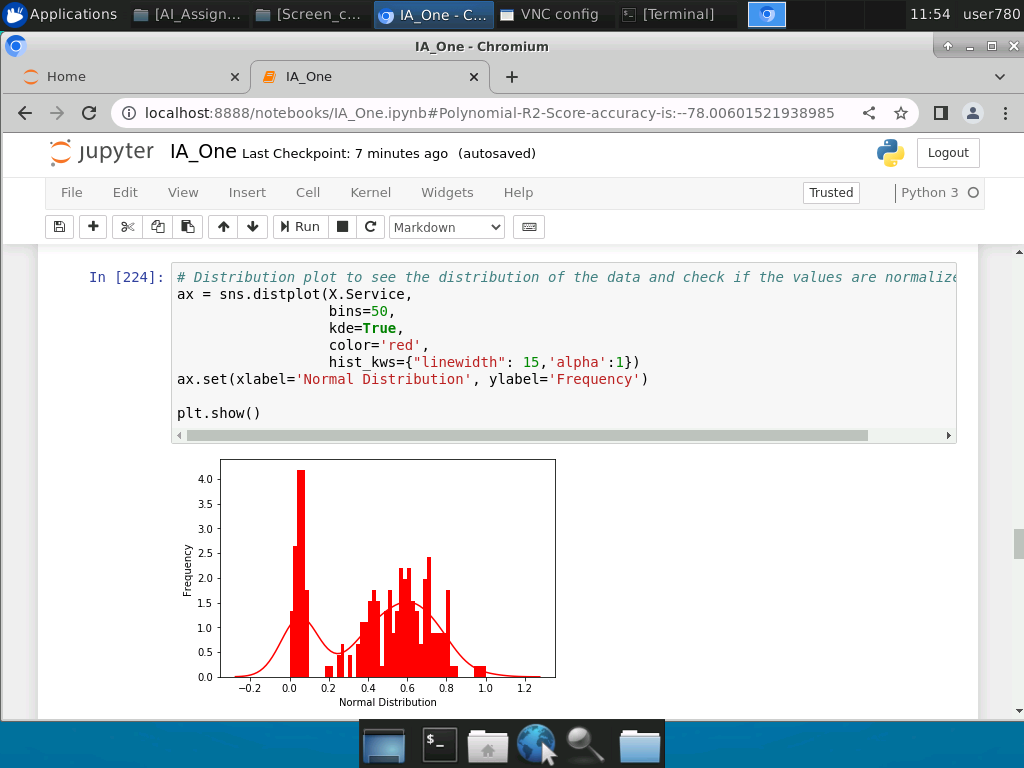 Applications
[AI_Assign...
[Screen_c...
IA_One - C...
VNC config
[Terminal]
11:54
user780
IA_One - Chromium
Home
IA_One
localhost:8888/notebooks/IA_One.ipynb#Polynomial-R2-Score-accuracy-is:--78.00601521938985
jupyter
IA_One
Last Checkpoint: 7 minutes ago
(autosaved)
Logout
File
Edit
View
Insert
Cell
Kernel
Widgets
Help
Trusted
Python 3
Run
Markdown
In [224]:
# Distribution plot to see the distribution of the data and check if the values are normalize
ax = sns.distplot(X.Service,
bins=50,
kde=True,
color='red',
hist_kws={"linewidth": 15,'alpha':1})
ax.set(xlabel='Normal Distribution', ylabel='Frequency')
plt.show()
4.0
3.5
3.0
2.5
2.0
1.5
1.0
0.5
0.0
Frequency
−0.2
0.0
0.2
0.4
0.6
0.8
1.0
1.2
Normal Distribution
$_